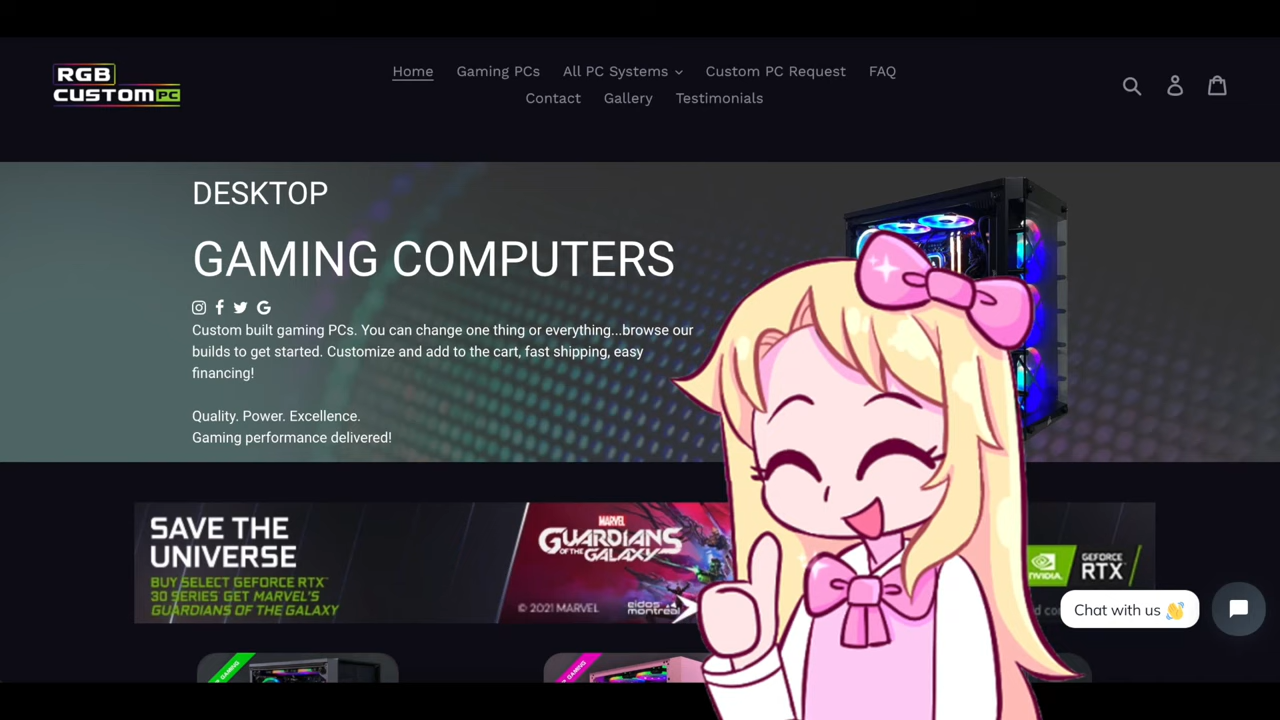 RGB
CUSTOMPC
Home
Gaming PCs
All PC Systems
Custom PC Request
FAQ
Contact
Gallery
Testimonials
DESKTOP
GAMING COMPUTERS
Custom built gaming PCs. You can change one thing or everything...browse our
builds to get started. Customize and add to the cart, fast shipping, easy
financing!
Quality. Power. Excellence.
Gaming performance delivered!
SAVE THE
UNIVERSE
BUY SELECT GEFORCE RTX™
30 SERIES GET MARVEL'S
GUARDIANS OF THE GALAXY
MARVEL
GUARDIANS
OF THE GALAXY
© 2021 MARVEL
eidos
montréal
NVIDIA.
GEFORCE
RTX
Chat with us 👋
GAMING
GAMING